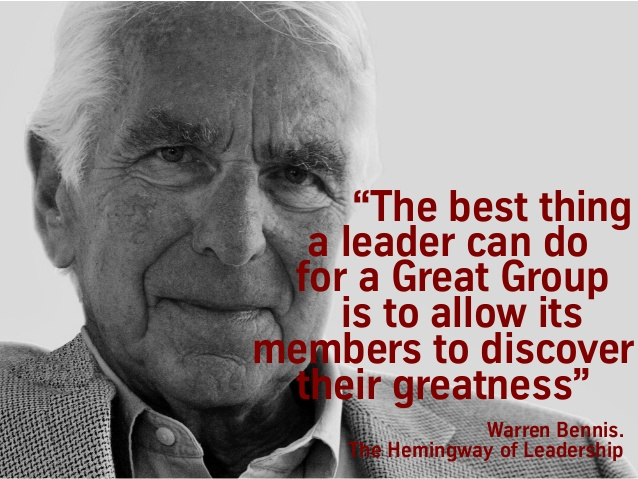 “The best thing
a leader can do
for a Great Group
is to allow its
members to discover
their greatness”
Warren Bennis.
The Hemingway of Leadership